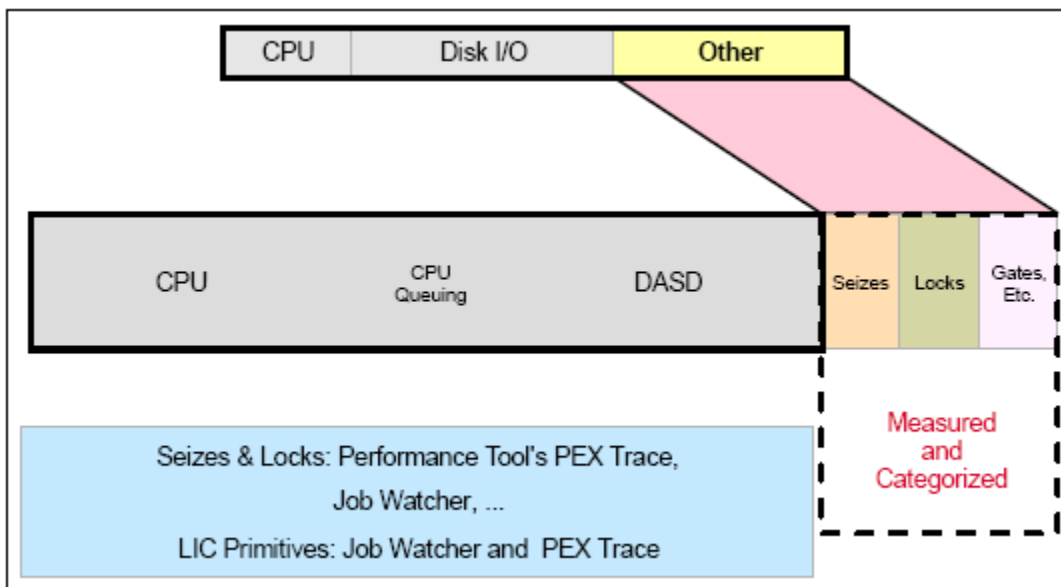 CPU
Disk I/O
Other
CPU
CPU
Queuing
DASD
Seizes
Locks
Gates,
Etc.
Measured
and
Categorized
Seizes & Locks: Performance Tool's PEX Trace,
Job Watcher, ...
LIC Primitives: Job Watcher and PEX Trace